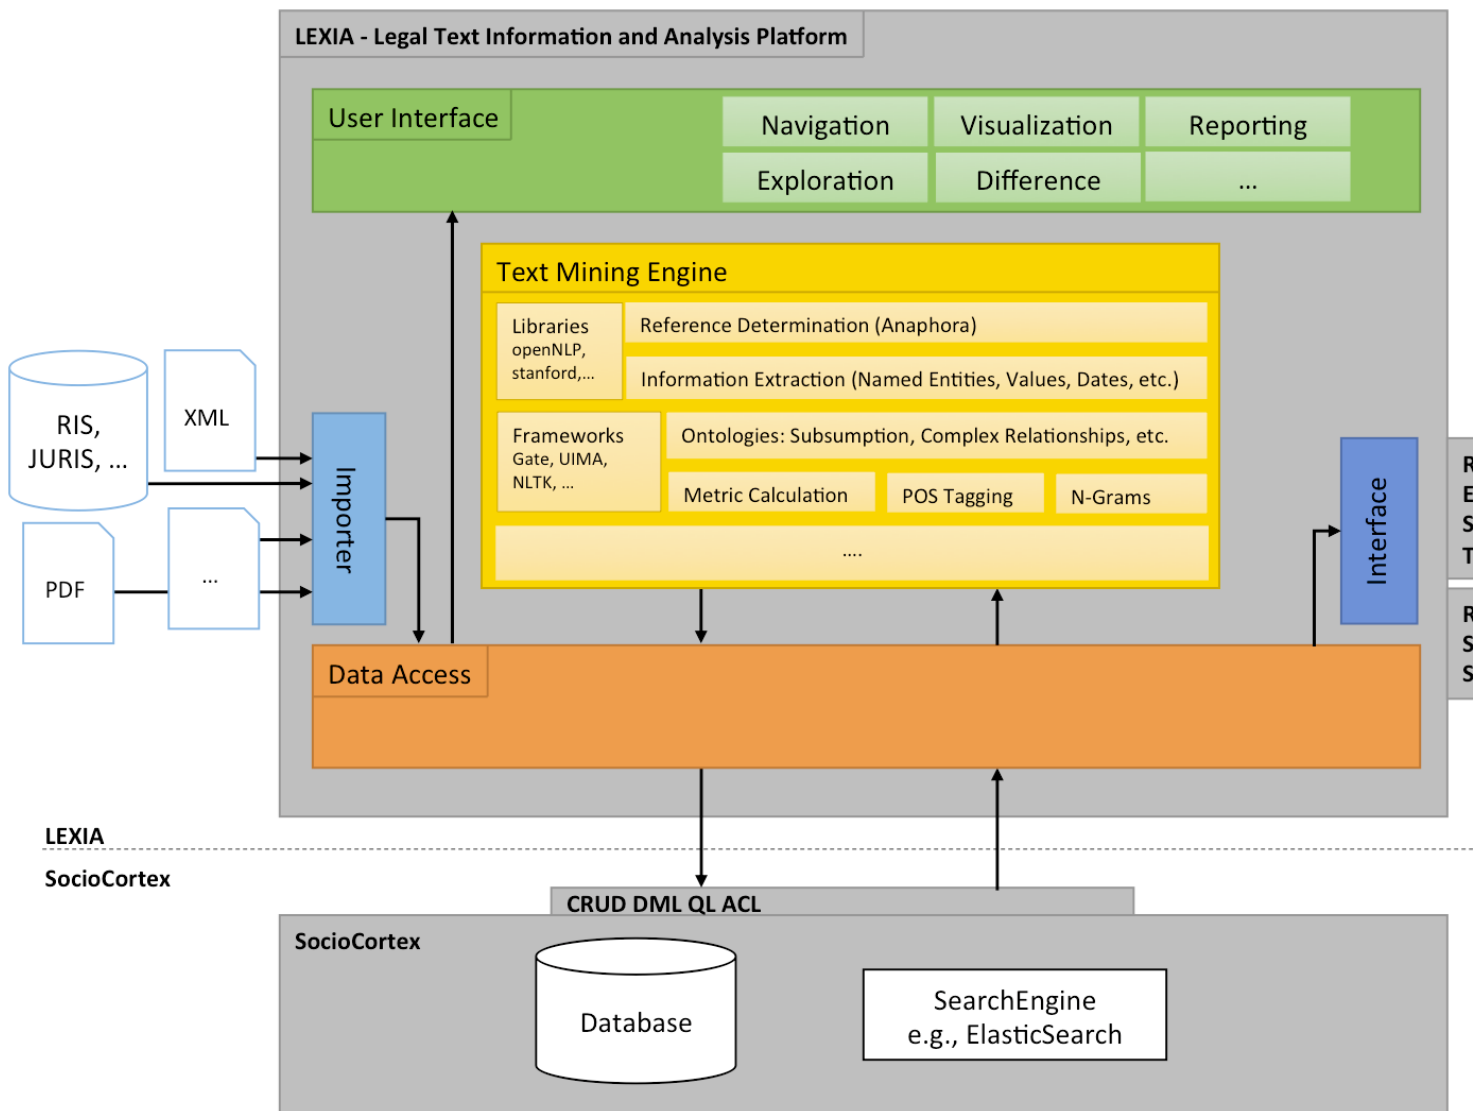 LEXIA - Legal Text Information and Analysis Platform
User Interface
Navigation
Visualization
Reporting
Exploration
Difference
...
Text Mining Engine
Libraries
openNLP,
stanford,...
Reference Determination (Anaphora)
Information Extraction (Named Entities, Values, Dates, etc.)
Frameworks
Gate, UIMA,
NLTK, ...
Ontologies: Subsumption, Complex Relationships, etc.
Metric Calculation
POS Tagging
N-Grams
....
RIS,
JURIS, ...
XML
PDF
...
Importer
Interface
R
E
S
T
R
S
S
Data Access
LEXIA
SocioCortex
CRUD DML QL ACL
SocioCortex
Database
SearchEngine
e.g., ElasticSearch